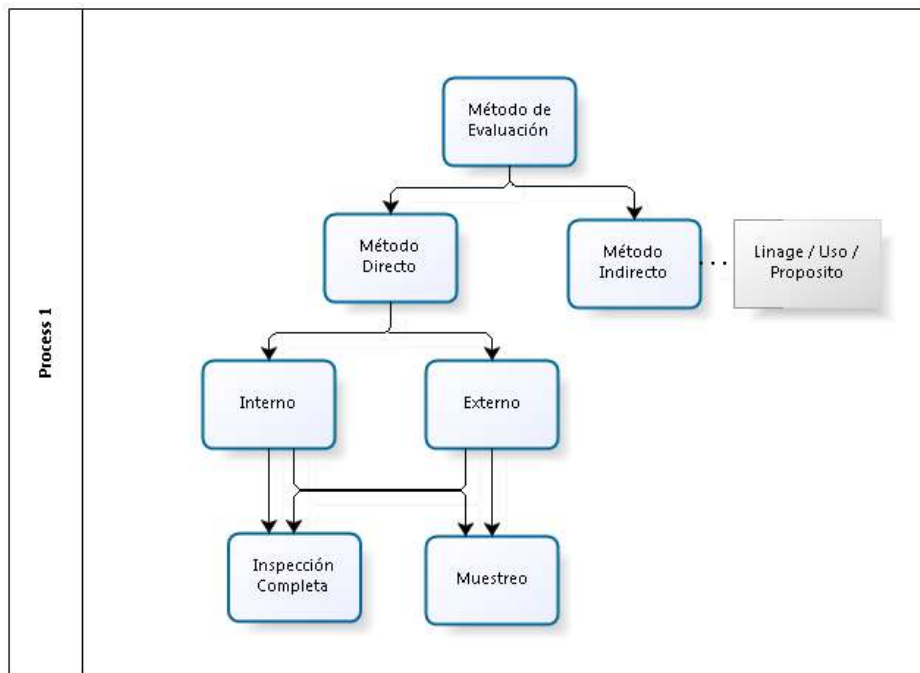 Process 1
Método de
Evaluación
Método
Directo
Método
Indirecto
Linage / Uso /
Proposito
Interno
Externo
Inspección
Completa
Muestreo